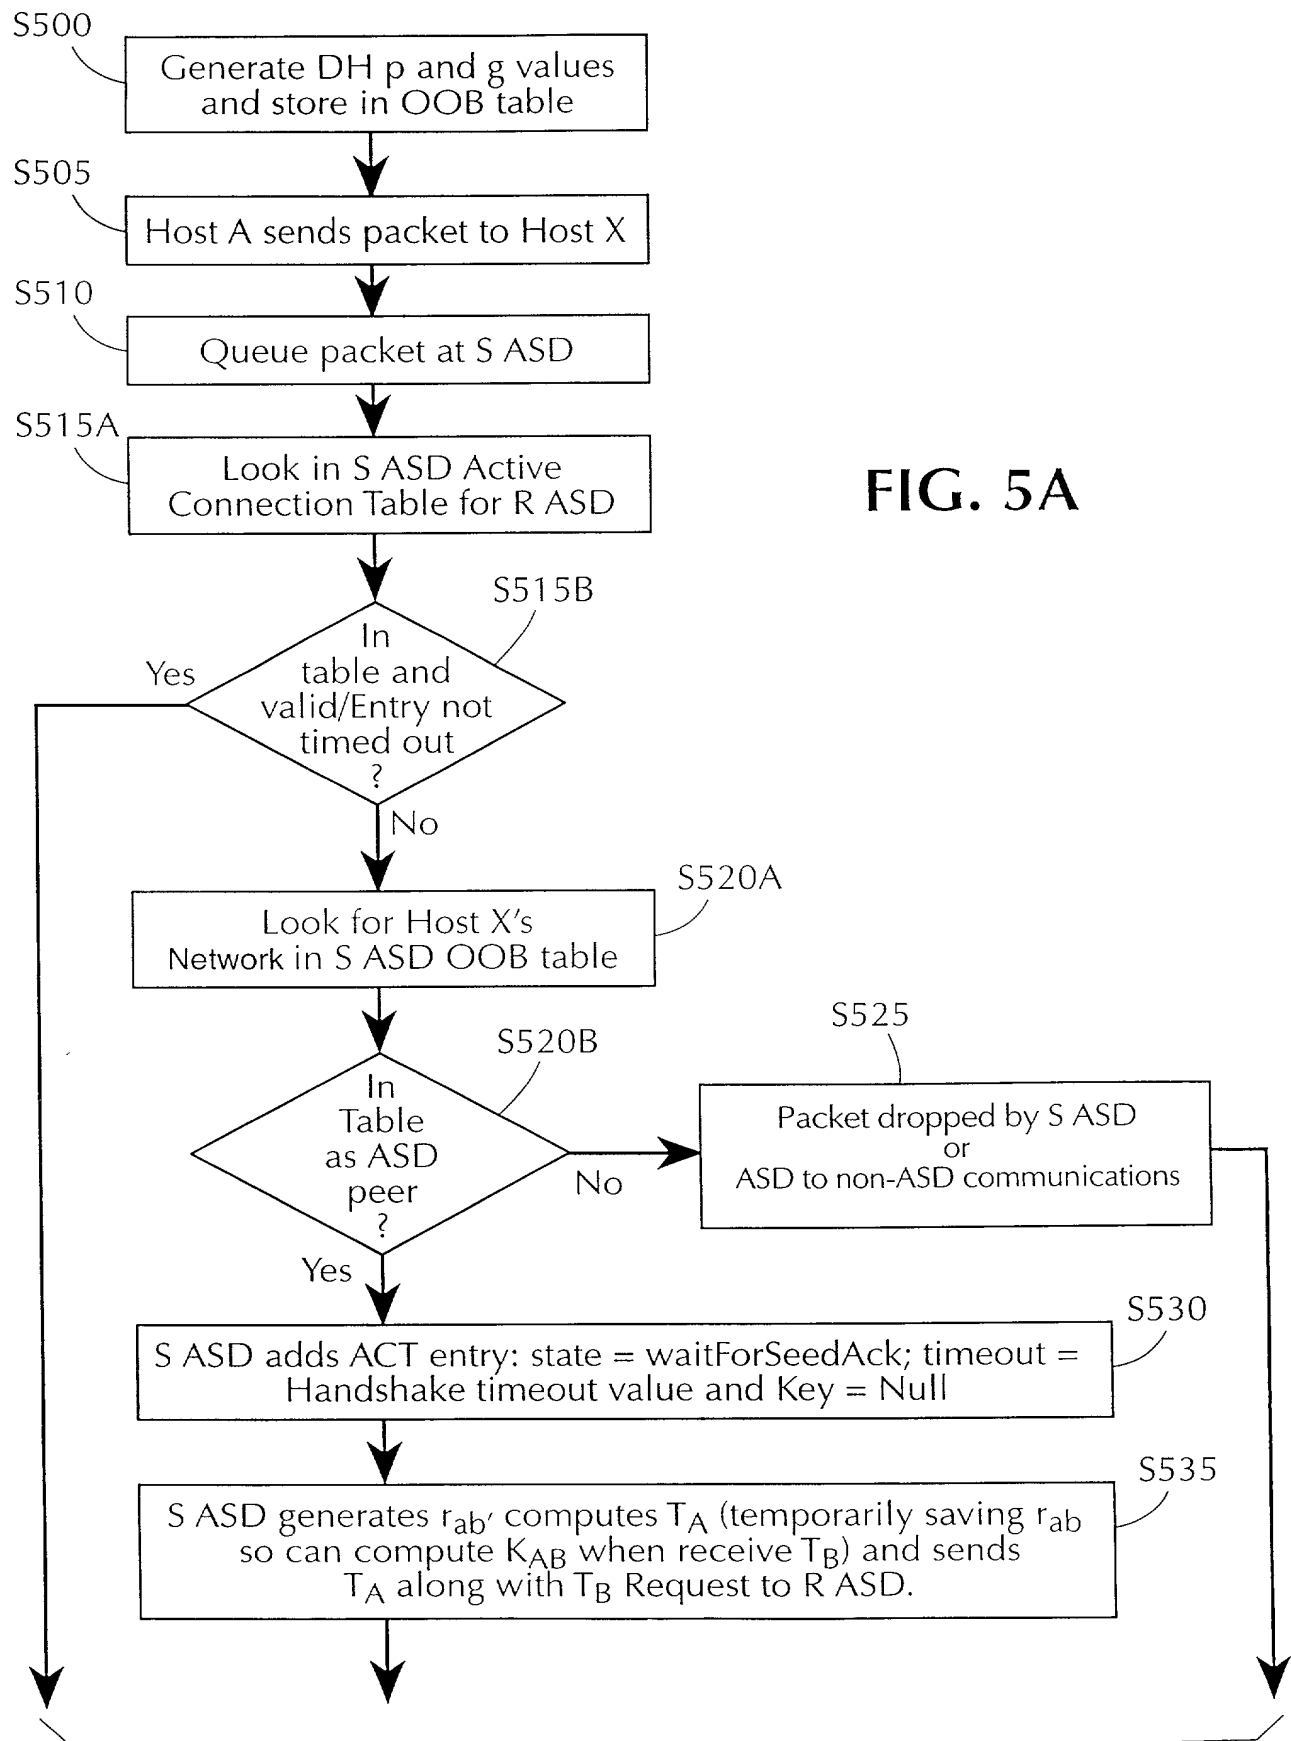 S500
Generate DH p and g values
and store in OOB table
S505
Host A sends packet to Host X
S510
Queue packet at S ASD
S515A
Look in S ASD Active
Connection Table for R ASD
FIG. 5A
S515B
In
table and
valid/Entry not
timed out
?
Yes
No
S520A
Look for Host X's
Network in S ASD OOB table
S520B
In
Table
as ASD
peer
?
No
Yes
S525
Packet dropped by S ASD
or
ASD to non-ASD communications
S530
S ASD adds ACT entry: state = waitForSeedAck; timeout =
Handshake timeout value and Key = Null
S535
S ASD generates rab, computes TA (temporarily saving rab
so can compute KAB when receive TB) and sends
TA along with TB Request to R ASD.